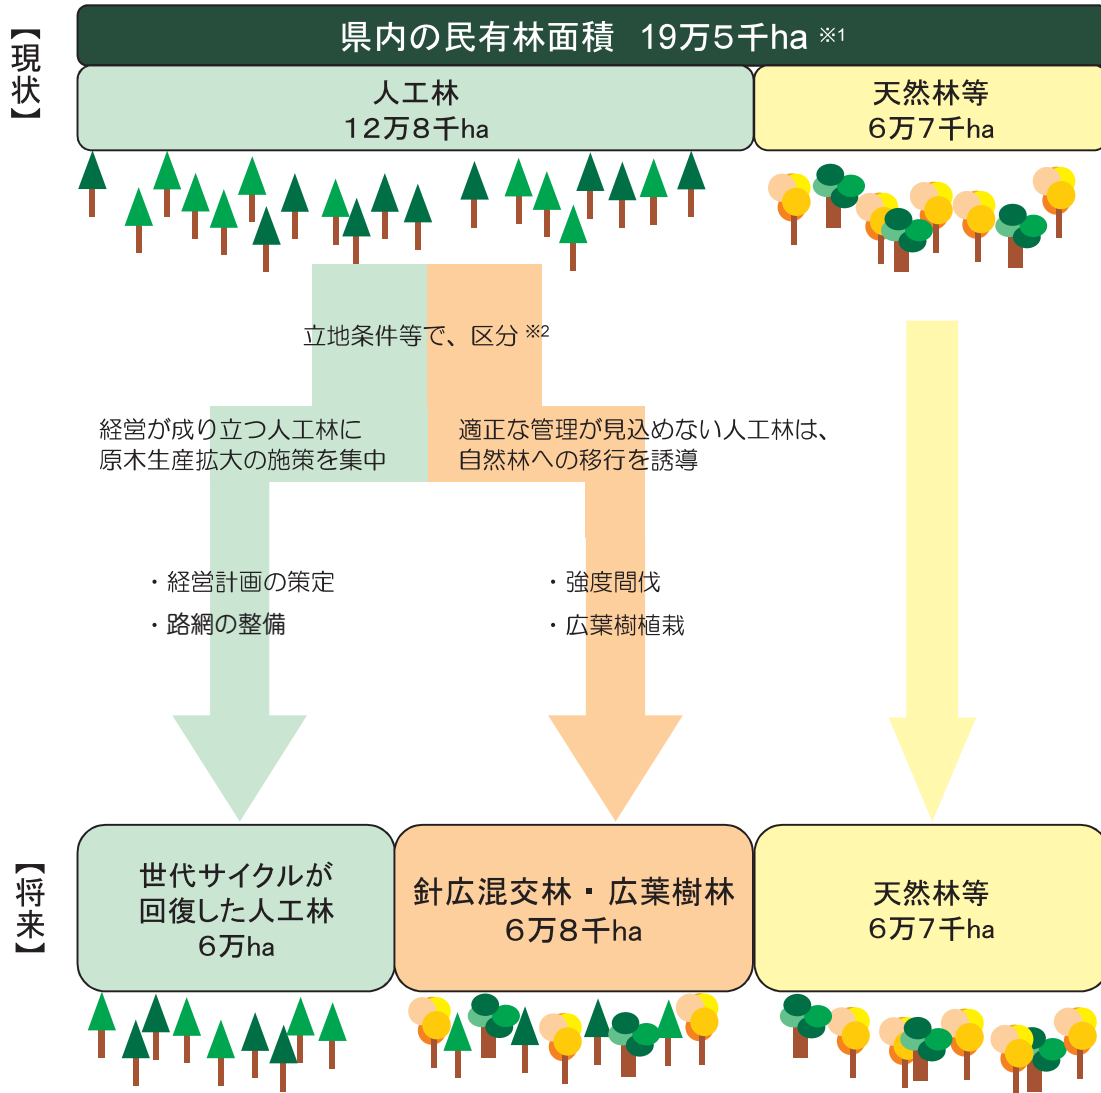 【現状】
県内の民有林面積 19万5千ha ※1
人工林
12万8千ha
天然林等
6万7千ha
立地条件等で、区分 ※2
経営が成り立つ人工林に
原木生産拡大の施策を集中
適正な管理が見込めない人工林は、
自然林への移行を誘導
・経営計画の策定
・路網の整備
・強度間伐
・広葉樹植栽
【将来】
世代サイクルが
回復した人工林
6万ha
針広混交林・広葉樹林
6万8千ha
天然林等
6万7千ha